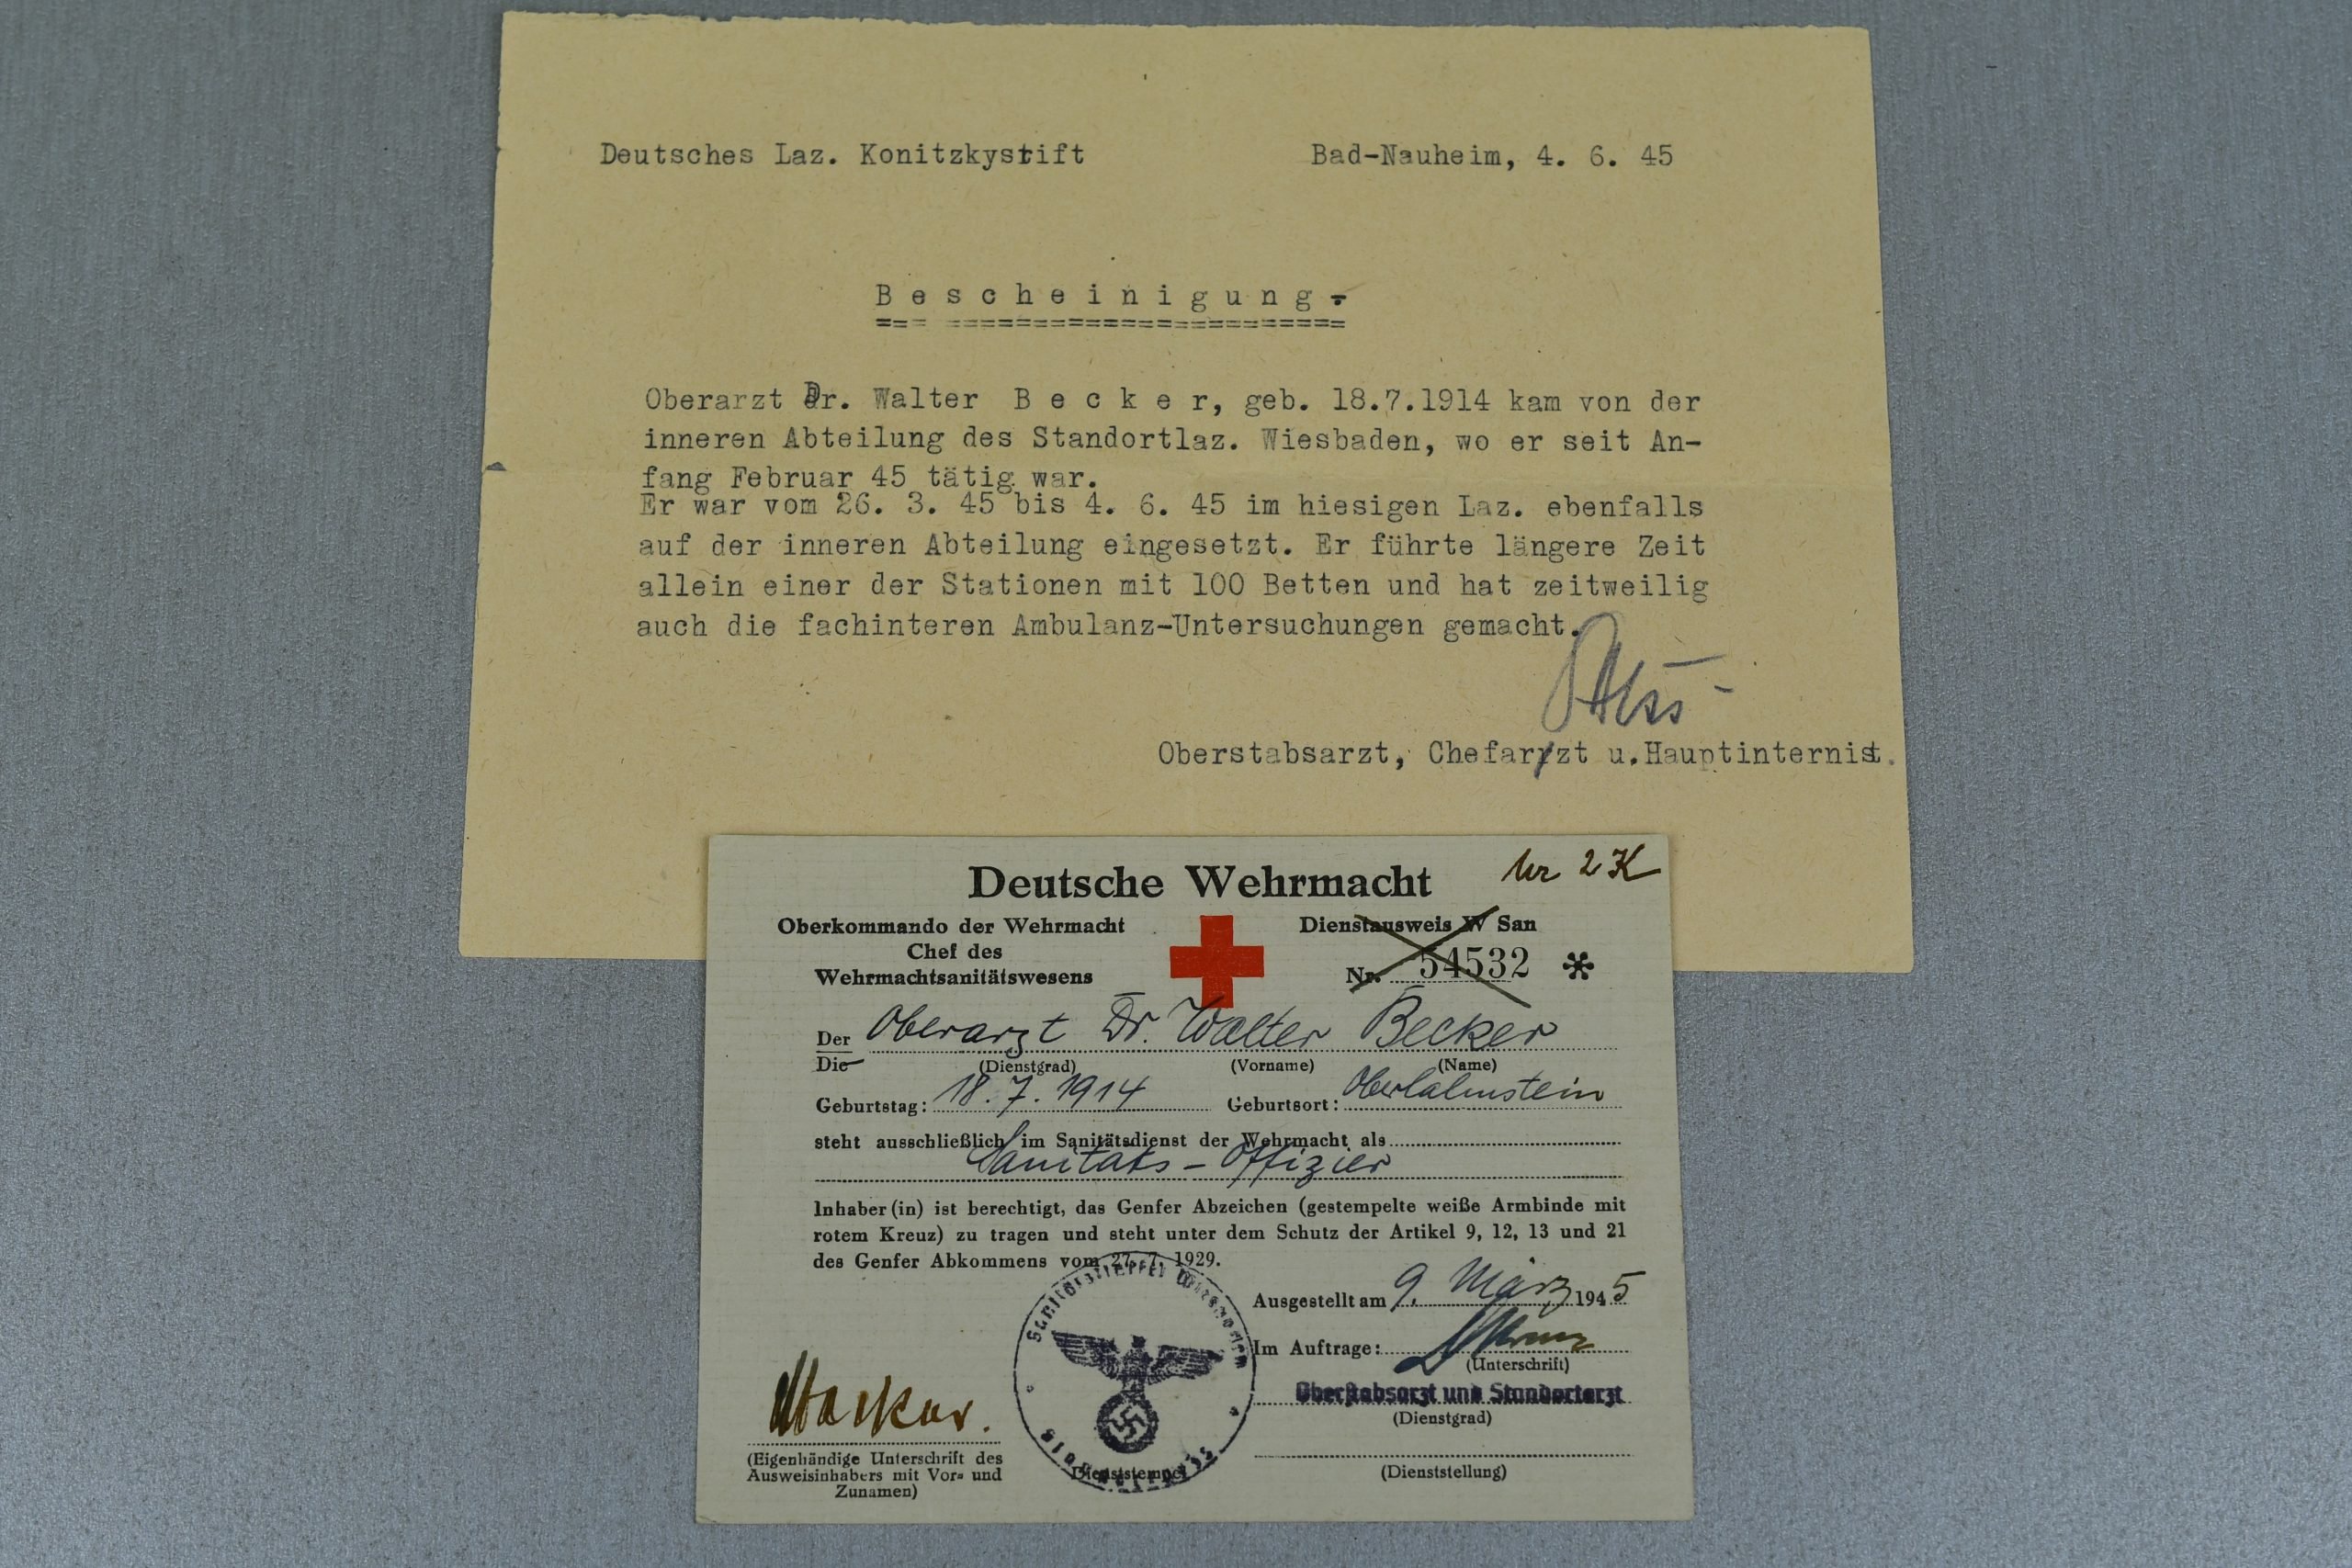 Deutsches Laz. Konitzkystift Bad-Nauheim, 4. 6. 45
B e s c h e i n i g u n g .
Oberarzt Dr. Walter B e c k e r, geb. 18.7.1914 kam von der
inneren Abteilung des Standortlaz. Wiesbaden, wo er seit An-
fang Februar 45 tätig war.
Er war vom 26. 3. 45 bis 4. 6. 45 im hiesigen Laz. ebenfalls
auf der inneren Abteilung eingesetzt. Er führte längere Zeit
allein einer der Stationen mit 100 Betten und hat zeitweilig
auch die fachinteren Ambulanz-Untersuchungen gemacht.
Oberstabsarzt, Chefarzt u.Hauptinternist.
Deutsche Wehrmacht
Oberkommando der Wehrmacht
Chef des
Wehrmachtsanitätswesens
2 K
Dienstausweis W San
Nr. 54532 *
Der Oberarzt Dr. Walter Becker
Die (Dienstgrad) (Vorname) (Name)
Geburtstag: 18. 7. 1914 Geburtsort: Oberlahnstein
steht ausschließlich im Sanitätsdienst der Wehrmacht als
Sanitäts-Offizier
Inhaber(in) ist berechtigt, das Genfer Abzeichen (gestempelte weiße Armbinde mit
rotem Kreuz) zu tragen und steht unter dem Schutz der Artikel 9, 12, 13 und 21
des Genfer Abkommens vom 27. 7. 1929.
Ausgestellt am 9. März 1945
Im Auftrage:
(Unterschrift)
Oberstabsarzt und Standortarzt
(Dienstgrad)
(Dienststellung)
Dienststempel
(Eigenhändige Unterschrift des
Ausweisinhabers mit Vor- und
Zunamen)